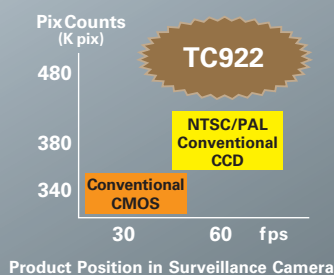 Pix Counts
(K pix)
TC922
480
NTSC/PAL
Conventional
CCD
380
Conventional
CMOS
340
30 60 fps
Product Position in Surveillance Camera